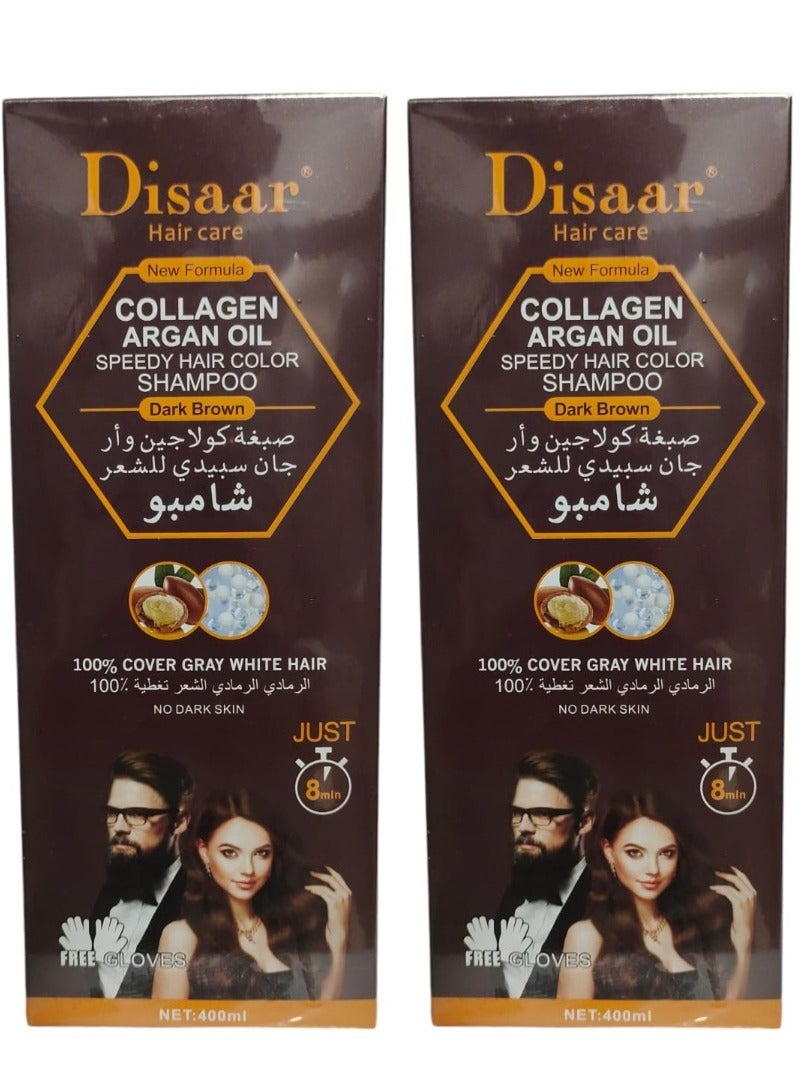 Disaar®
Hair care
New Formula
COLLAGEN
ARGAN OIL
SPEEDY HAIR COLOR
SHAMPOO
Dark Brown
صبغة كولاجين وأر
جان سبيدي للشعر
شامبو
100% COVER GRAY WHITE HAIR
الرمادي الرمادي الشعر تغطية 100٪
NO DARK SKIN
JUST
8min
FREE GLOVES
NET:400ml
Disaar®
Hair care
New Formula
COLLAGEN
ARGAN OIL
SPEEDY HAIR COLOR
SHAMPOO
Dark Brown
صبغة كولاجين وأر
جان سبيدي للشعر
شامبو
100% COVER GRAY WHITE HAIR
الرمادي الرمادي الشعر تغطية 100٪
NO DARK SKIN
JUST
8min
FREE GLOVES
NET:400ml